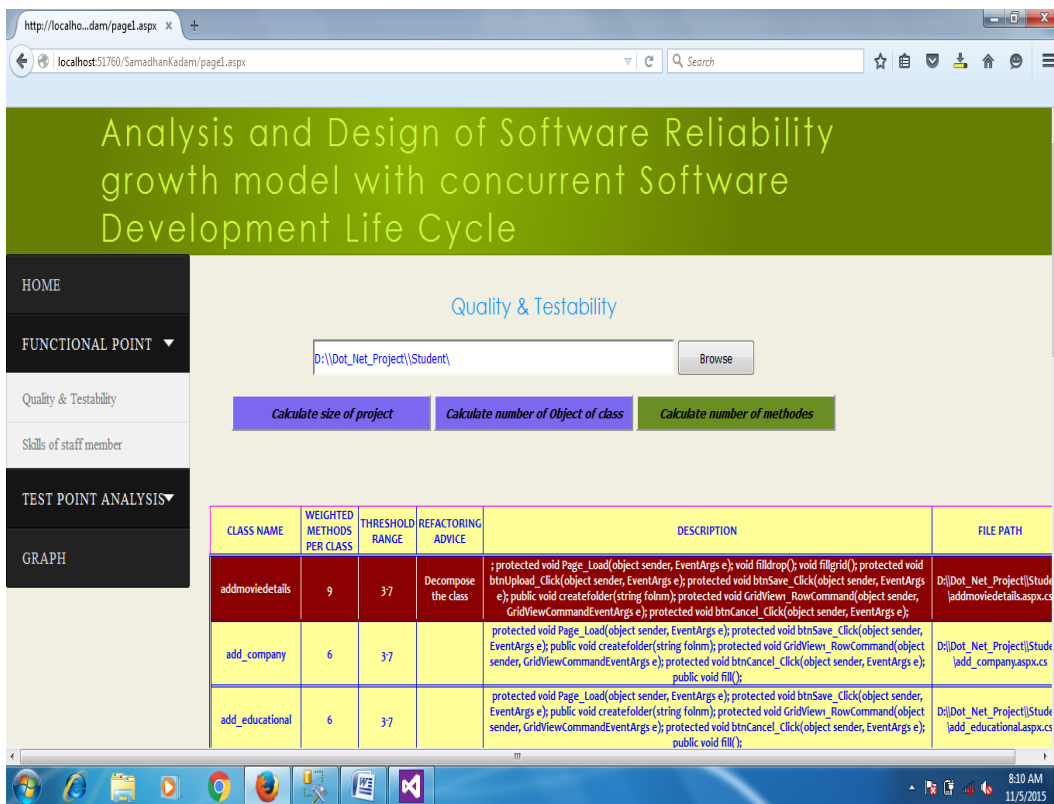 http://localho...dam/page1.aspx × +
localhost:51760/SamadhanKadam/page1.aspx
Search
Analysis and Design of Software Reliability
growth model with concurrent Software
Development Life Cycle
HOME
FUNCTIONAL POINT
Quality & Testability
Skills of staff member
TEST POINT ANALYSIS
GRAPH
Quality & Testability
D:\\Dot_Net_Project\\Student\
Browse
Calculate size of project
Calculate number of Object of class
Calculate number of methodes
CLASS NAME
WEIGHTED
METHODS
PER CLASS
THRESHOLD
RANGE
REFACTORING
ADVICE
DESCRIPTION
FILE PATH
addmoviedetails
9
3-7
Decompose
the class
; protected void Page_Load(object sender, EventArgs e); void filldrop(); void fillgrid(); protected void
btnUpload_Click(object sender, EventArgs e); protected void btnSave_Click(object sender, EventArgs
e); public void createfolder(string folnm); protected void GridView1_RowCommand(object sender,
GridViewCommandEventArgs e); protected void btnCancel_Click(object sender, EventArgs e);
D:\\Dot_Net_Project\\Stude
\addmoviedetails.aspx.cs
add_company
6
3-7
protected void Page_Load(object sender, EventArgs e); protected void btnSave_Click(object sender,
EventArgs e); public void createfolder(string folnm); protected void GridView1_RowCommand(object
sender, GridViewCommandEventArgs e); protected void btnCancel_Click(object sender, EventArgs e);
public void fill();
D:\\Dot_Net_Project\\Stude
\add_company.aspx.cs
add_educational
6
3-7
protected void Page_Load(object sender, EventArgs e); protected void btnSave_Click(object sender,
EventArgs e); public void createfolder(string folnm); protected void GridView1_RowCommand(object
sender, GridViewCommandEventArgs e); protected void btnCancel_Click(object sender, EventArgs e);
public void fill();
D:\\Dot_Net_Project\\Stude
\add_educational.aspx.cs
8:10 AM
11/5/2015